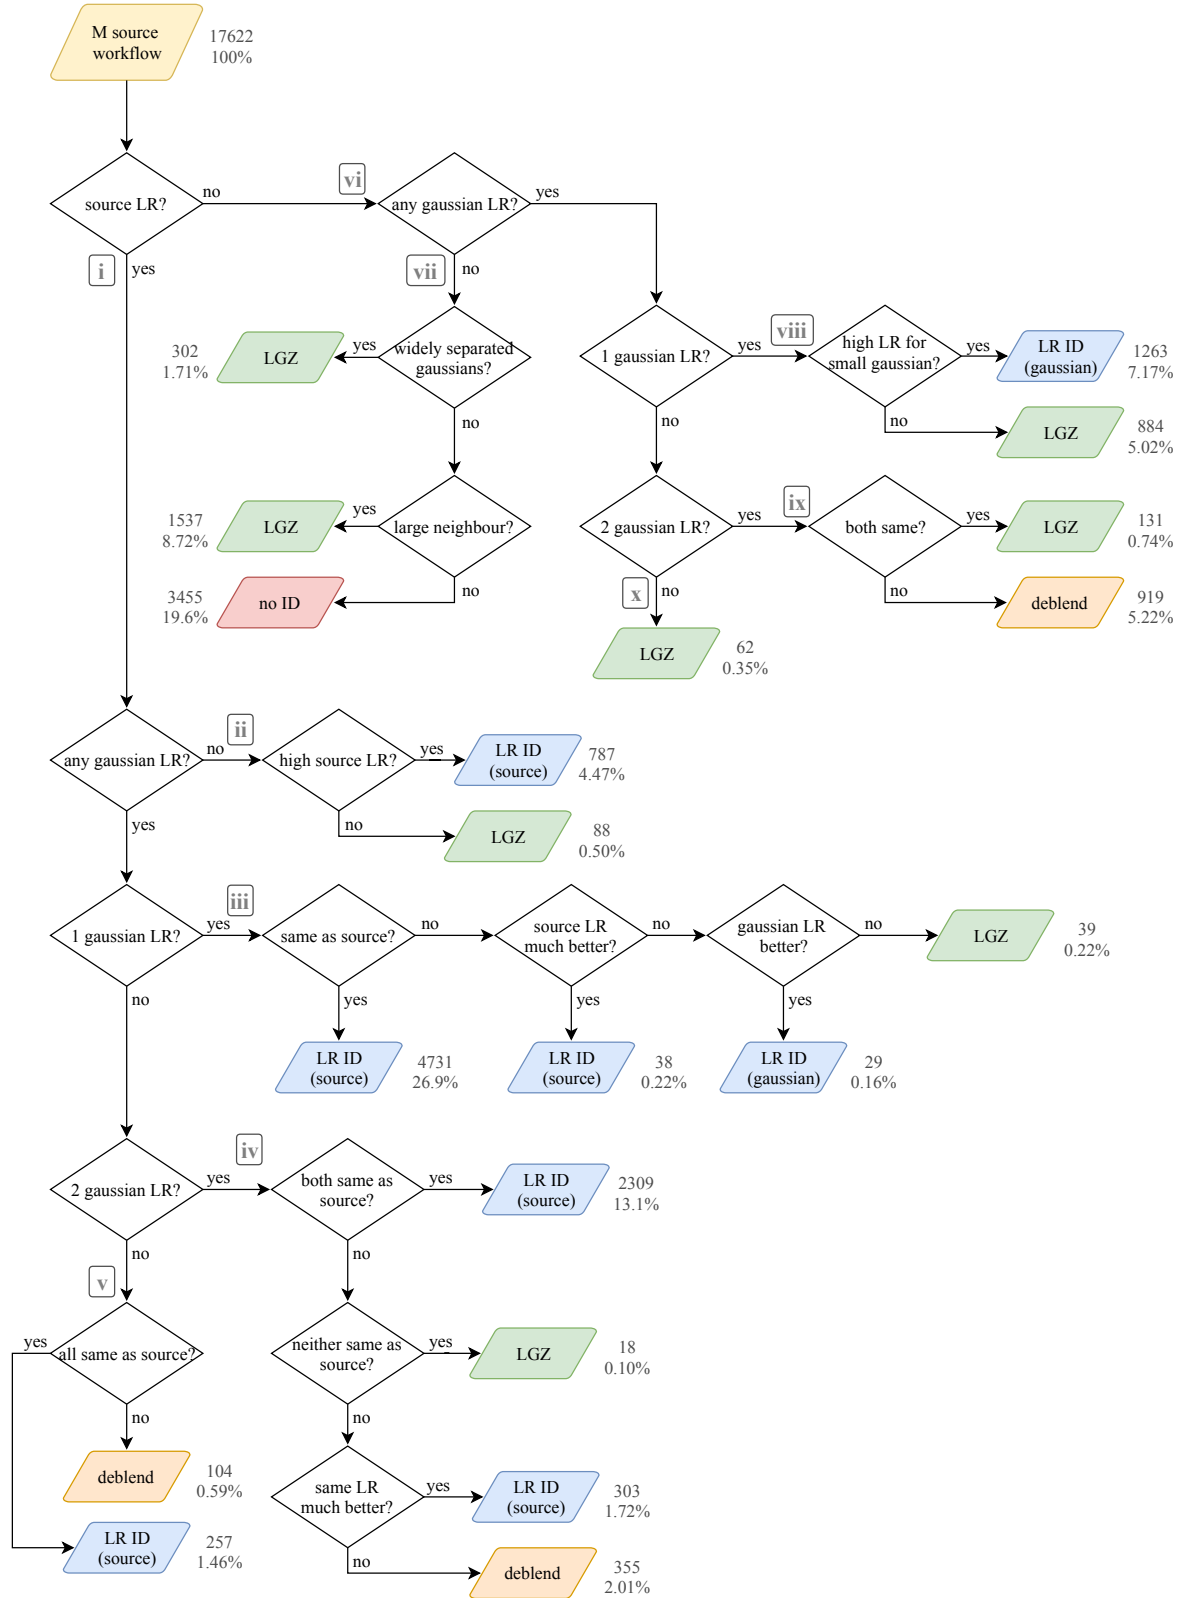 M source
workflow
17622
100%
source LR?
no
vi
any gaussian LR?
yes
i
yes
vii
no
302
1.71%
LGZ
yes
widely separated
gaussians?
1 gaussian LR?
yes
viii
high LR for
small gaussian?
yes
LR ID
(gaussian)
1263
7.17%
no
no
no
LGZ
884
5.02%
1537
8.72%
LGZ
yes
large neighbour?
2 gaussian LR?
yes
ix
both same?
yes
LGZ
131
0.74%
3455
19.6%
no ID
no
x
no
no
deblend
919
5.22%
LGZ
62
0.35%
any gaussian LR?
no
ii
high source LR?
yes
LR ID
(source)
787
4.47%
yes
no
LGZ
88
0.50%
1 gaussian LR?
yes
iii
same as source?
no
source LR
much better?
no
gaussian LR
better?
no
LGZ
39
0.22%
no
yes
yes
yes
LR ID
(source)
4731
26.9%
LR ID
(source)
38
0.22%
LR ID
(gaussian)
29
0.16%
2 gaussian LR?
yes
iv
both same as
source?
yes
LR ID
(source)
2309
13.1%
no
no
v
yes
all same as source?
neither same as
source?
yes
LGZ
18
0.10%
no
no
deblend
104
0.59%
same LR
much better?
yes
LR ID
(source)
303
1.72%
LR ID
(source)
257
1.46%
no
deblend
355
2.01%